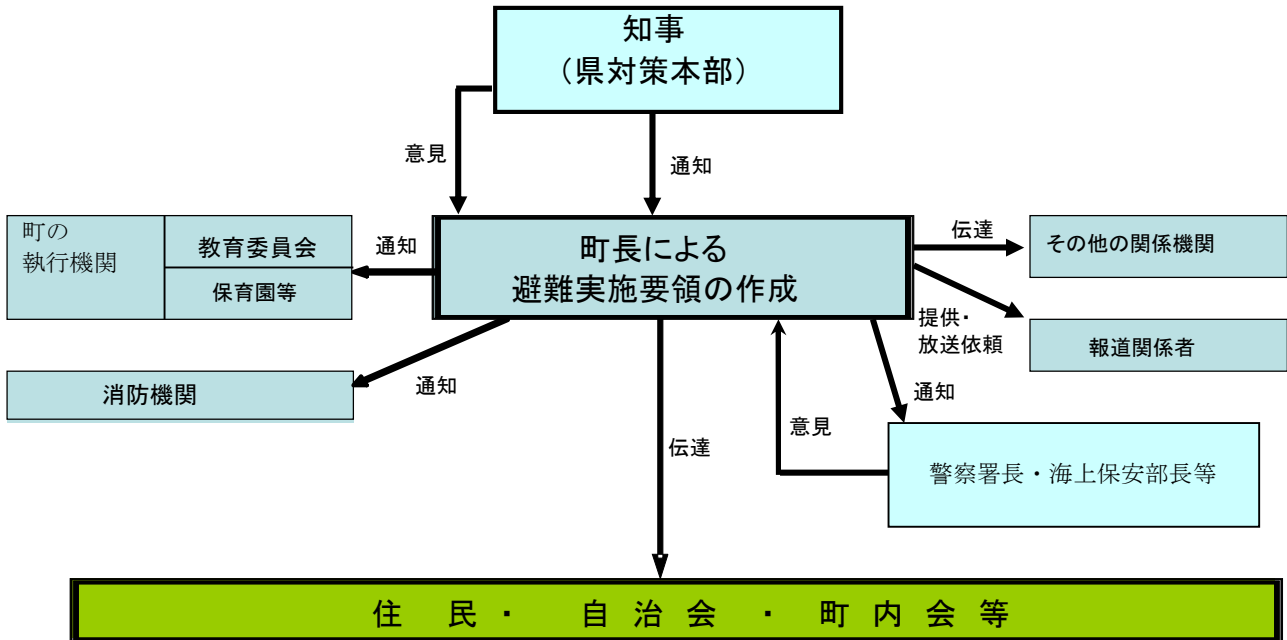 知事
（県対策本部）
意見
通知
町の
執行機関
教育委員会
保育園等
通知
町長による
避難実施要領の作成
伝達
その他の関係機関
提供・
放送依頼
報道関係者
消防機関
通知
伝達
意見
通知
警察署長・海上保安部長等
住　民・　自 治 会 ・ 町 内 会 等